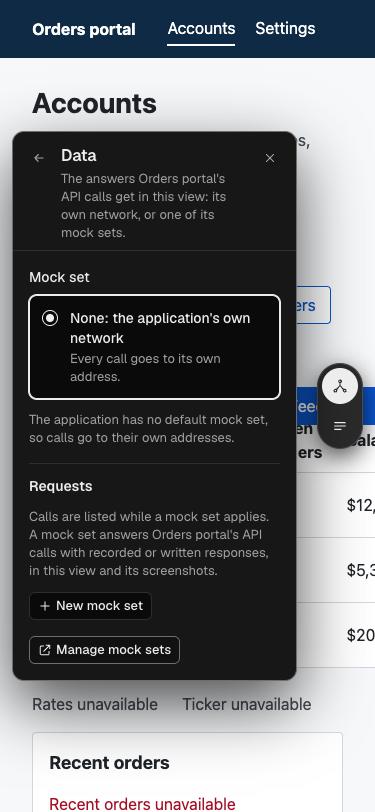 Orders portal
Accounts
Settings
Accounts
s,
Data
The answers Orders portal's
API calls get in this view: its
own network, or one of its
mock sets.
Mock set
None: the application's own
network
Every call goes to its own
address.
The application has no default mock set,
so calls go to their own addresses.
Requests
Calls are listed while a mock set applies.
A mock set answers Orders portal's API
calls with recorded or written responses,
in this view and its screenshots.
New mock set
Manage mock sets
ers
$12,
$5,3
$20
Rates unavailable
Ticker unavailable
Recent orders
Recent orders unavailable